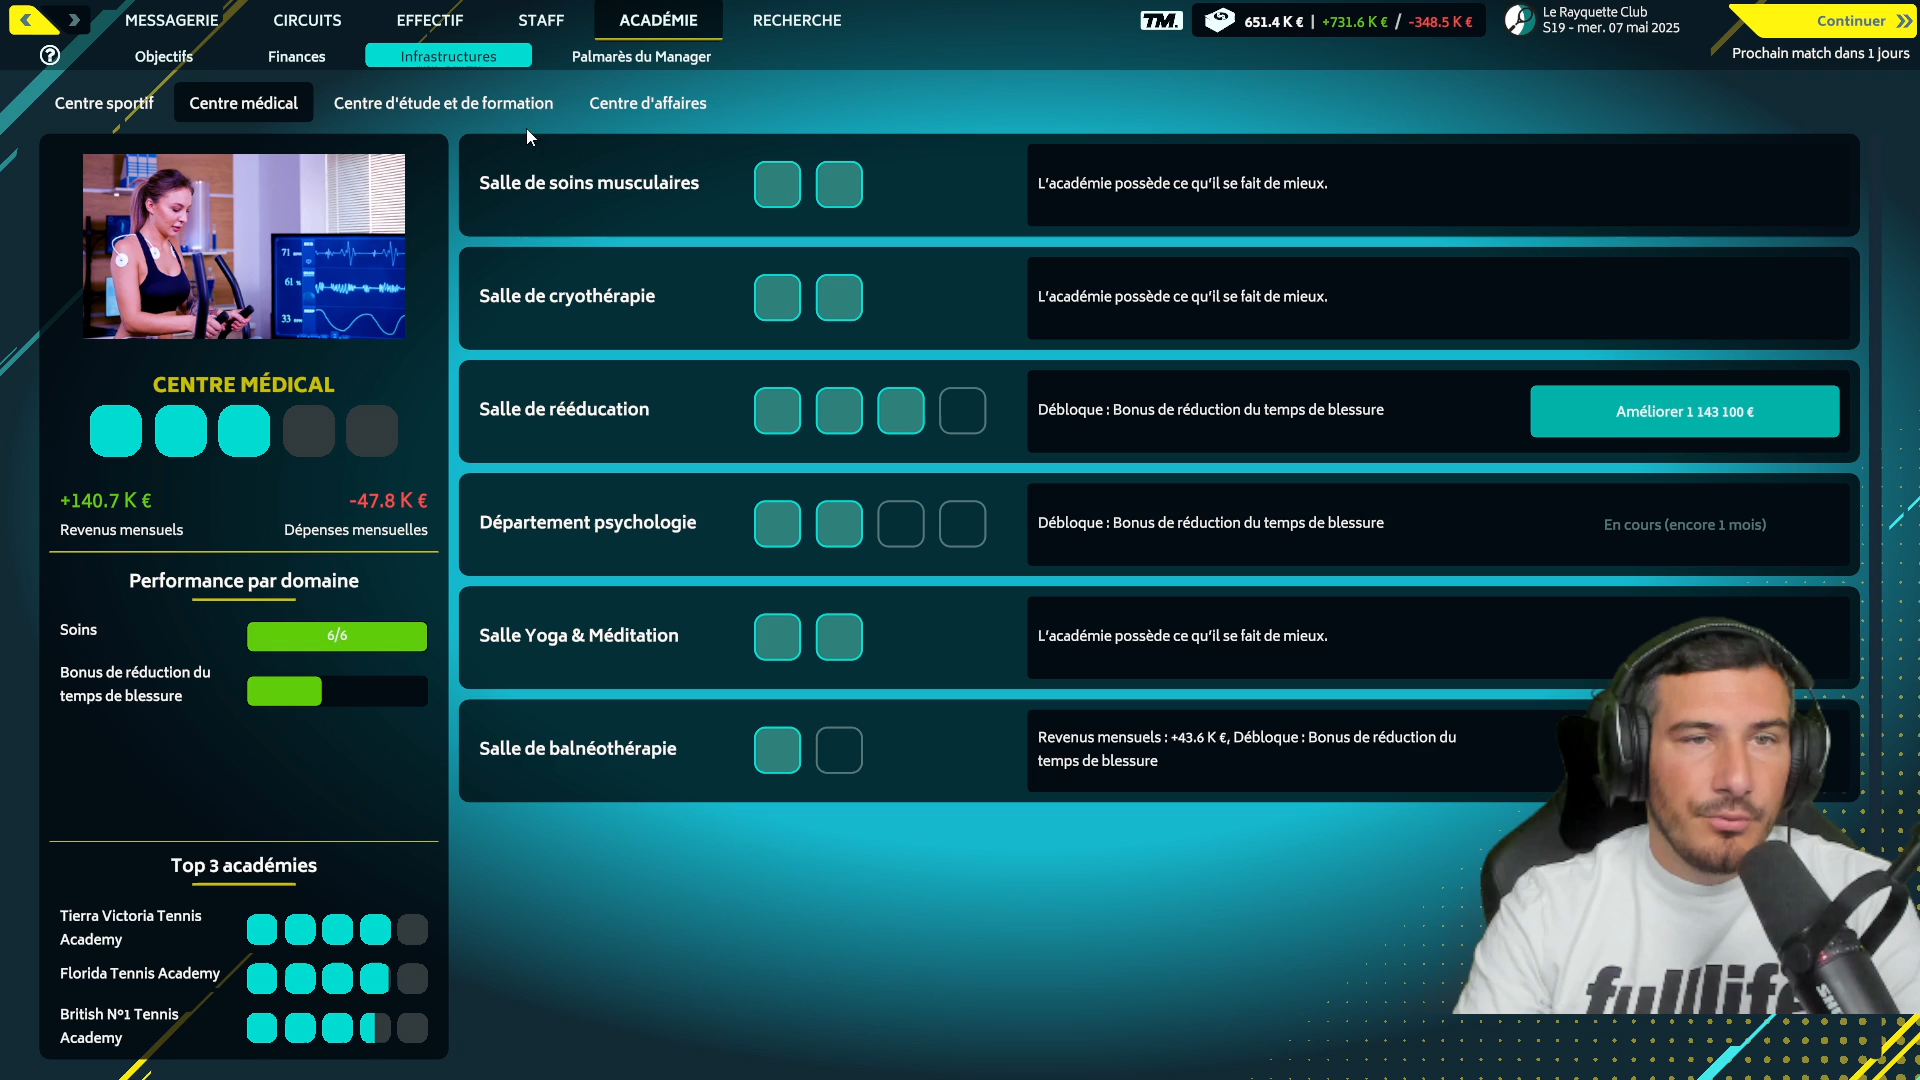 MESSAGERIE CIRCUITS EFFECTIF STAFF ACADÉMIE RECHERCHE
TM. 651.4 K € | +731.6 K € / -348.5 K €
Le Rayquette Club
S19 - mer. 07 mai 2025
Continuer
Prochain match dans 1 jours
Objectifs Finances Infrastructures Palmarès du Manager
Centre sportif Centre médical Centre d'étude et de formation Centre d'affaires
71
61
33
CENTRE MÉDICAL
+140.7 K € -47.8 K €
Revenus mensuels Dépenses mensuelles
Performance par domaine
Soins 6/6
Bonus de réduction du
temps de blessure
Top 3 académies
Tierra Victoria Tennis
Academy
Florida Tennis Academy
British Nº1 Tennis
Academy
Salle de soins musculaires
L'académie possède ce qu'il se fait de mieux.
Salle de cryothérapie
L'académie possède ce qu'il se fait de mieux.
Salle de rééducation
Débloque : Bonus de réduction du temps de blessure
Améliorer 1 143 100 €
Département psychologie
Débloque : Bonus de réduction du temps de blessure
En cours (encore 1 mois)
Salle Yoga & Méditation
L'académie possède ce qu'il se fait de mieux.
Salle de balnéothérapie
Revenus mensuels : +43.6 K €, Débloque : Bonus de réduction du
temps de blessure
fulllife